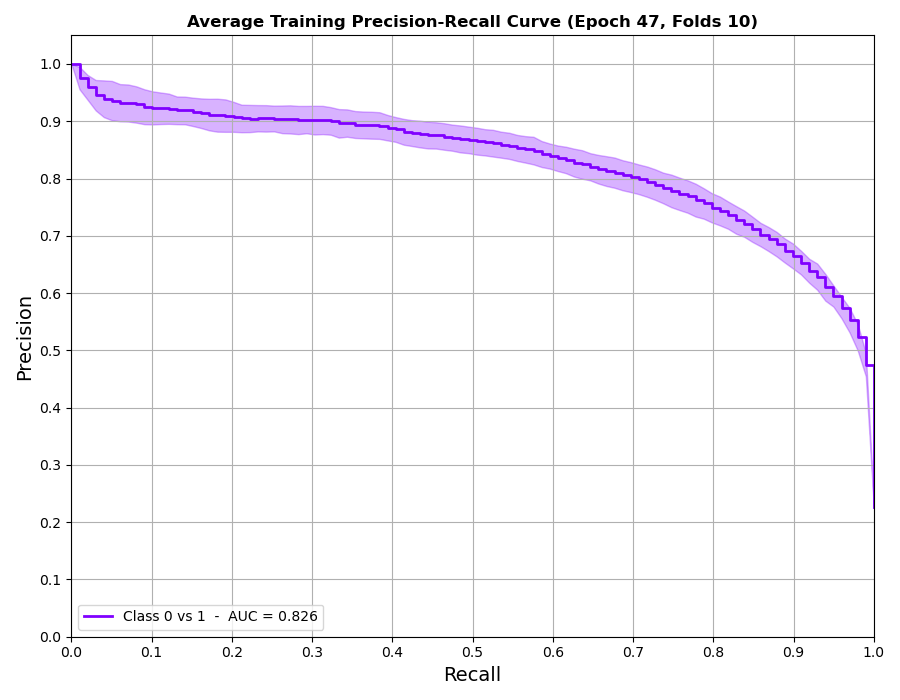 Average Training Precision-Recall Curve (Epoch 47, Folds 10)
1.0
0.9
0.8
0.7
0.6
0.5
0.4
0.3
0.2
0.1
0.0
Precision
Class 0 vs 1 - AUC = 0.826
0.0 0.1 0.2 0.3 0.4 0.5 0.6 0.7 0.8 0.9 1.0
Recall